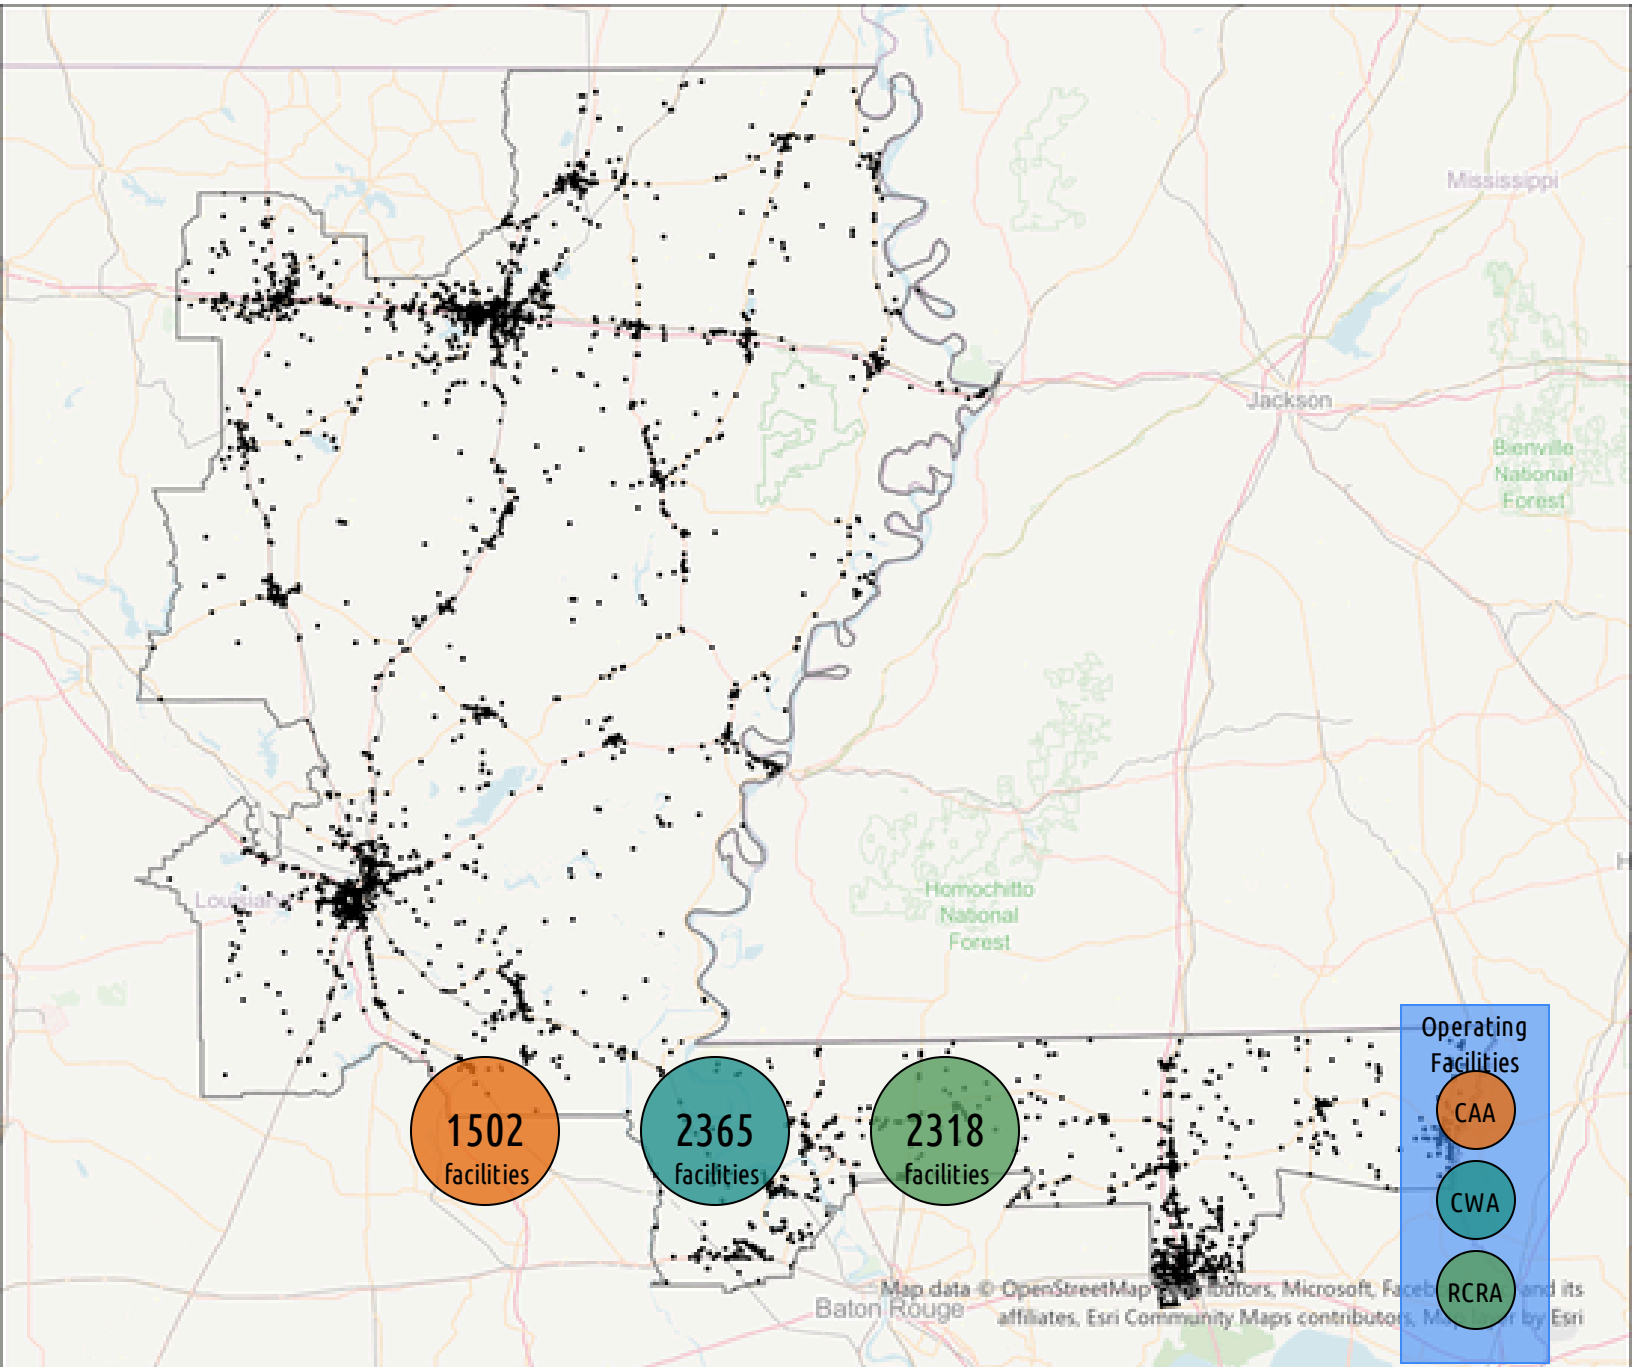 Mississippi
Jackson
Bienville
National
Forest
Homochitto
National
Forest
Operating
Facilities
CAA
CWA
RCRA
1502
facilities
2365
facilities
2318
facilities
Map data © OpenStreetMap Microsoft, and its
affiliates, Esri Community Maps contributors, by Esri
Baton Rouge